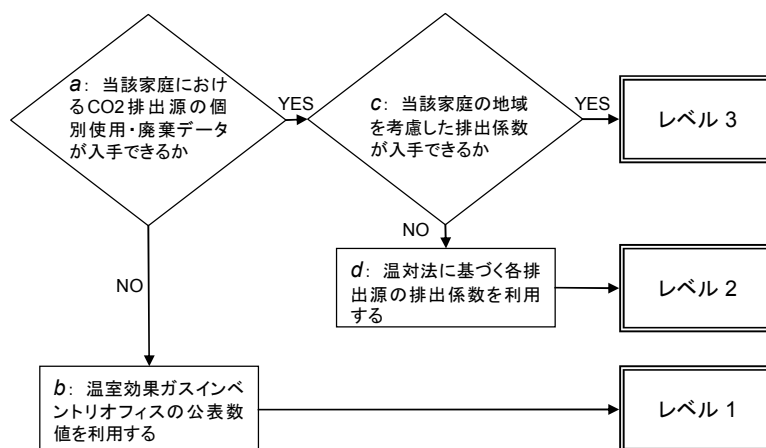 a： 当該家庭におけ
るCO2排出源の個
別使用・廃棄データ
が入手できるか
YES
c： 当該家庭の地域
を考慮した排出係数
が入手できるか
YES
レベル 3
NO
NO
d： 温対法に基づく各排
出源の排出係数を利用
する
レベル 2
b： 温室効果ガスインベ
ントリオフィスの公表数
値を利用する
レベル 1